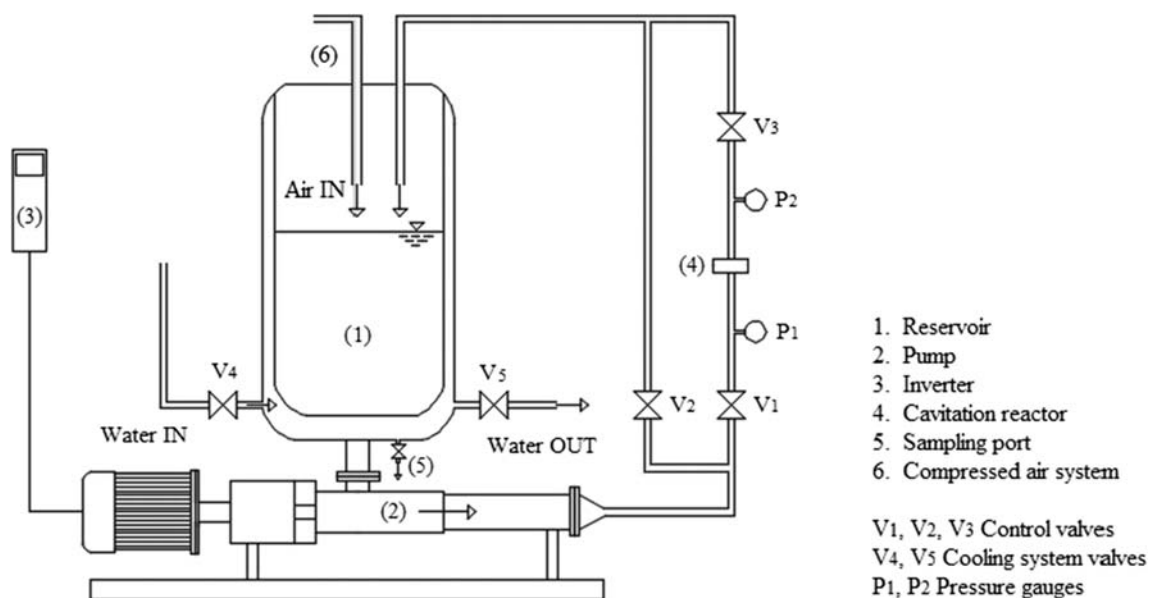 (6)
V3
Air IN
P2
(3)
(4)
(1)
P1
V4
V5
V2
V1
Water IN
Water OUT
(5)
(2)
1. Reservoir
2. Pump
3. Inverter
4. Cavitation reactor
5. Sampling port
6. Compressed air system
V1, V2, V3 Control valves
V4, V5 Cooling system valves
P1, P2 Pressure gauges